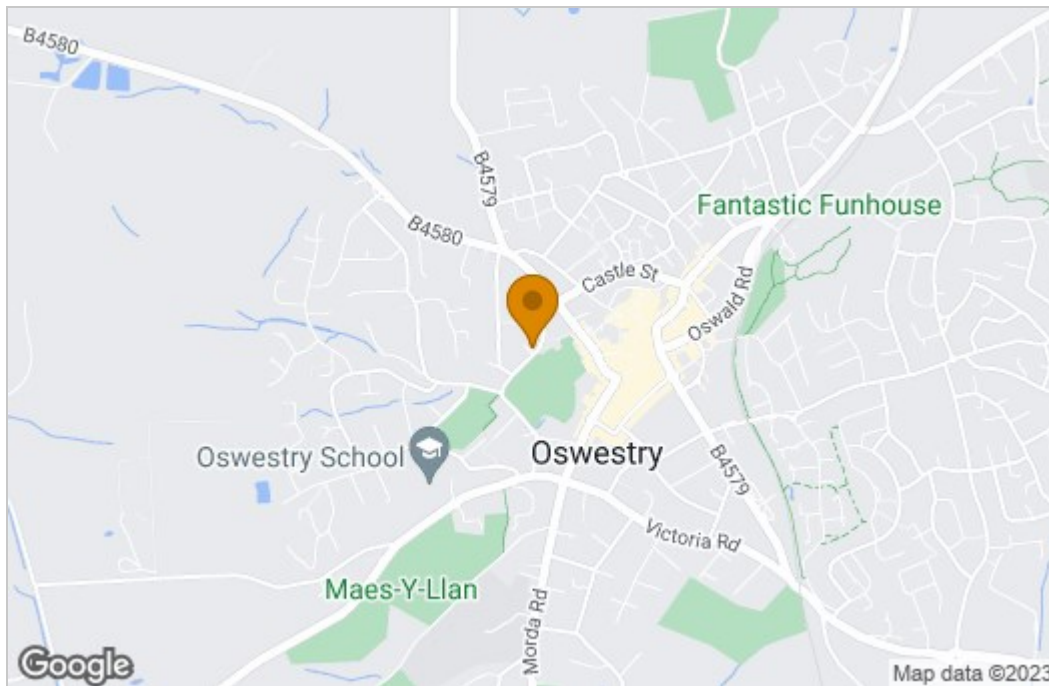 B4580
B4579
B4580
Fantastic Funhouse
Castle St
Oswald Rd
Oswestry School
Oswestry
B4579
Victoria Rd
Maes-Y-Llan
Morda Rd
Google
Map data ©2023